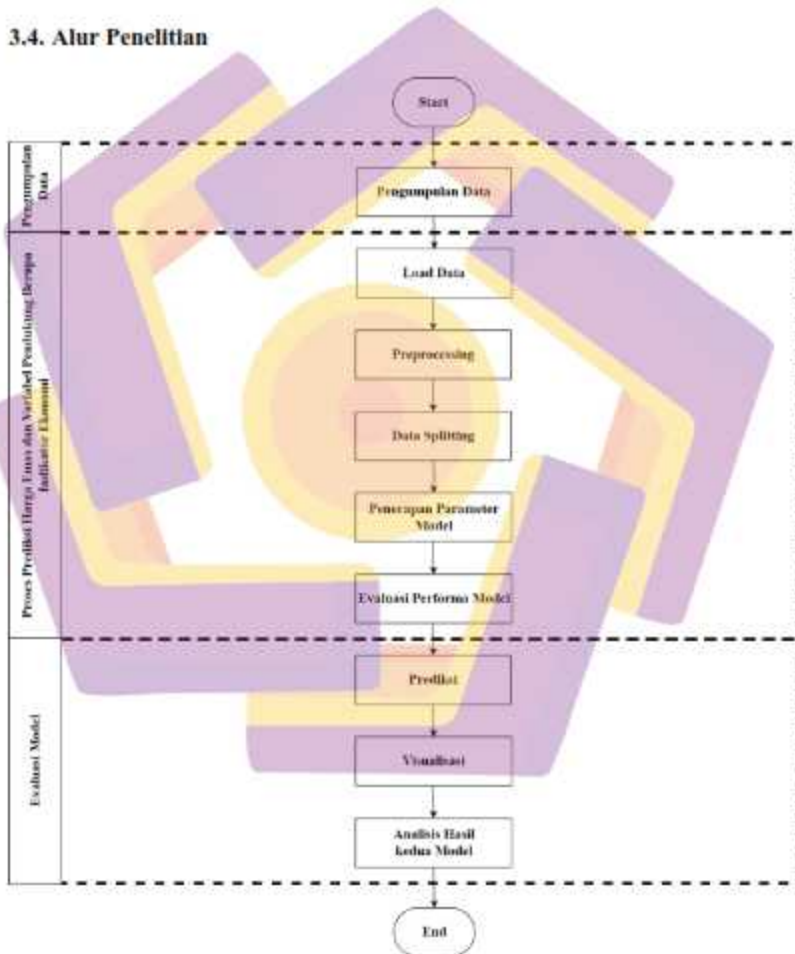 3.4. Alur Penelitian
Start
Pengumpulan
Data
Pengumpulan Data
Proses Prediksi Harga Emas dan Variabel Pendukung Berupa
Indikator Ekonomi
Load Data
Preprocessing
Data Splitting
Penerapan Parameter
Model
Evaluasi Performa Model
Evaluasi Model
Prediksi
Visualisasi
Analisis Hasil
kedua Model
End